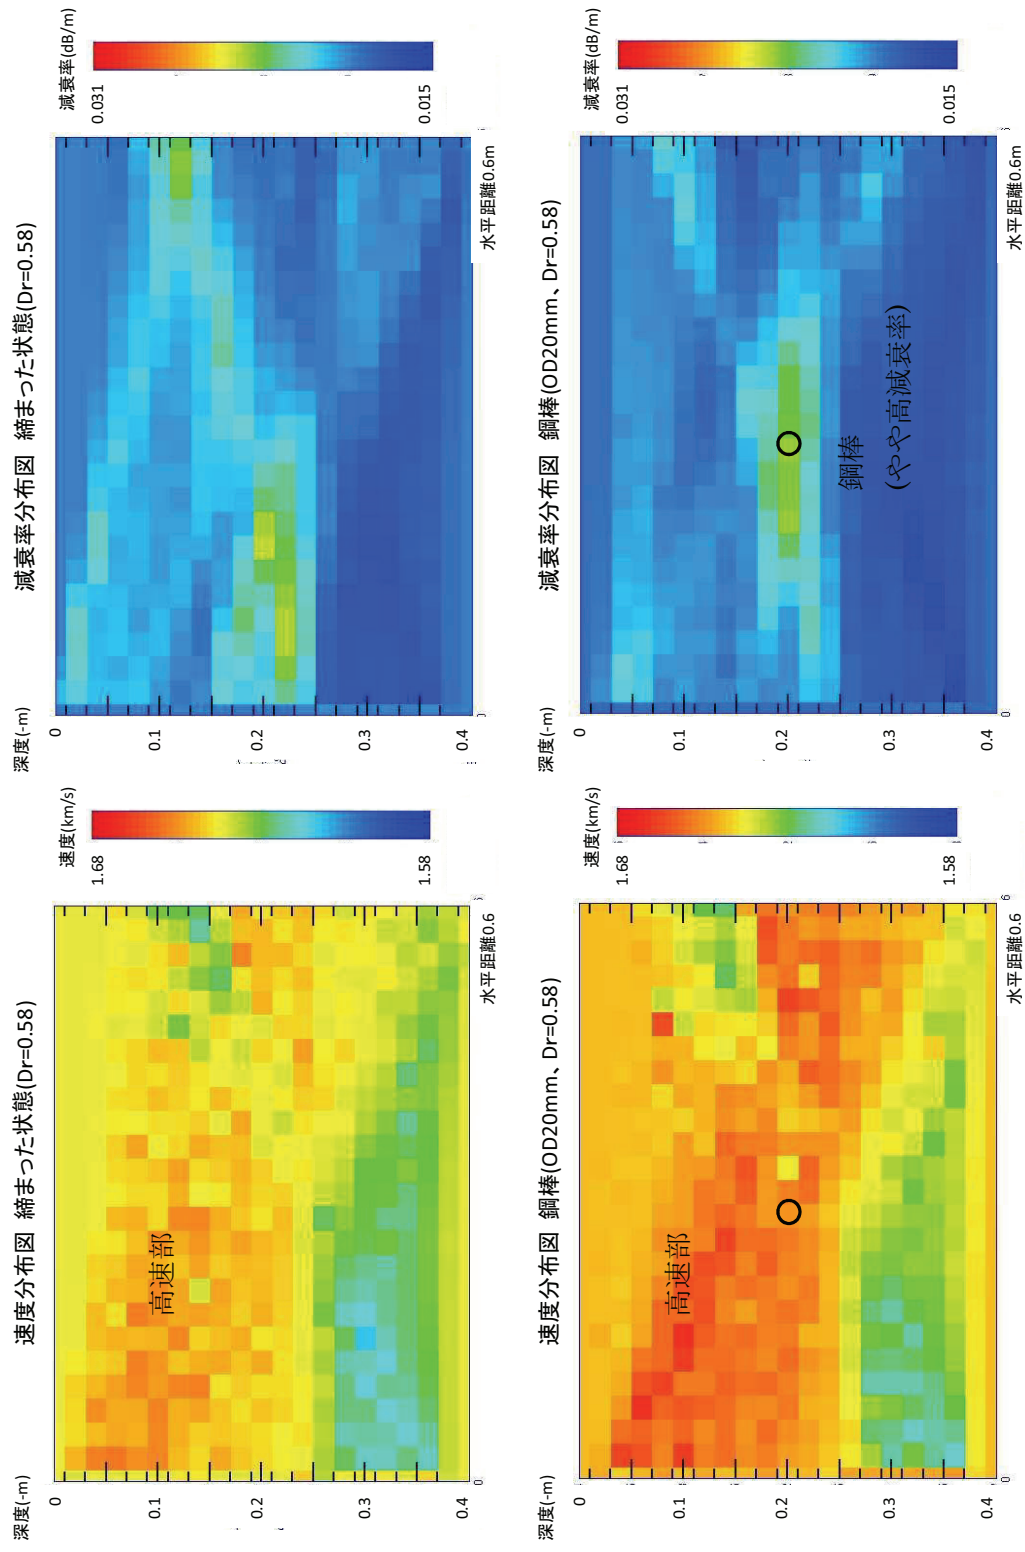 速度分布図 締まった状態(Dr=0.58)
深度(-m)
0
0.1
0.2
0.3
0.4
0
水平距離0.6
高速部
速度(km/s)
1.68
1.58
減衰率分布図 締まった状態(Dr=0.58)
深度(-m)
0
0.1
0.2
0.3
0.4
0
水平距離0.6m
減衰率(dB/m)
0.031
0.015
速度分布図 鋼棒(OD20mm、Dr=0.58)
深度(-m)
0
0.1
0.2
0.3
0.4
0
水平距離0.6
高速部
速度(km/s)
1.68
1.58
減衰率分布図 鋼棒(OD20mm、Dr=0.58)
深度(-m)
0
0.1
0.2
0.3
0.4
0
水平距離0.6m
鋼棒
(やや高減衰率)
減衰率(dB/m)
0.031
0.015